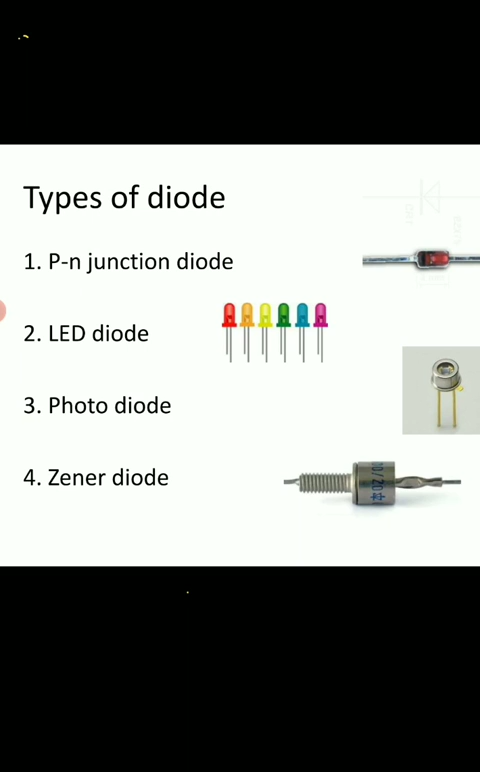 Types of diode
1. P-n junction diode
2. LED diode
3. Photo diode
4. Zener diode